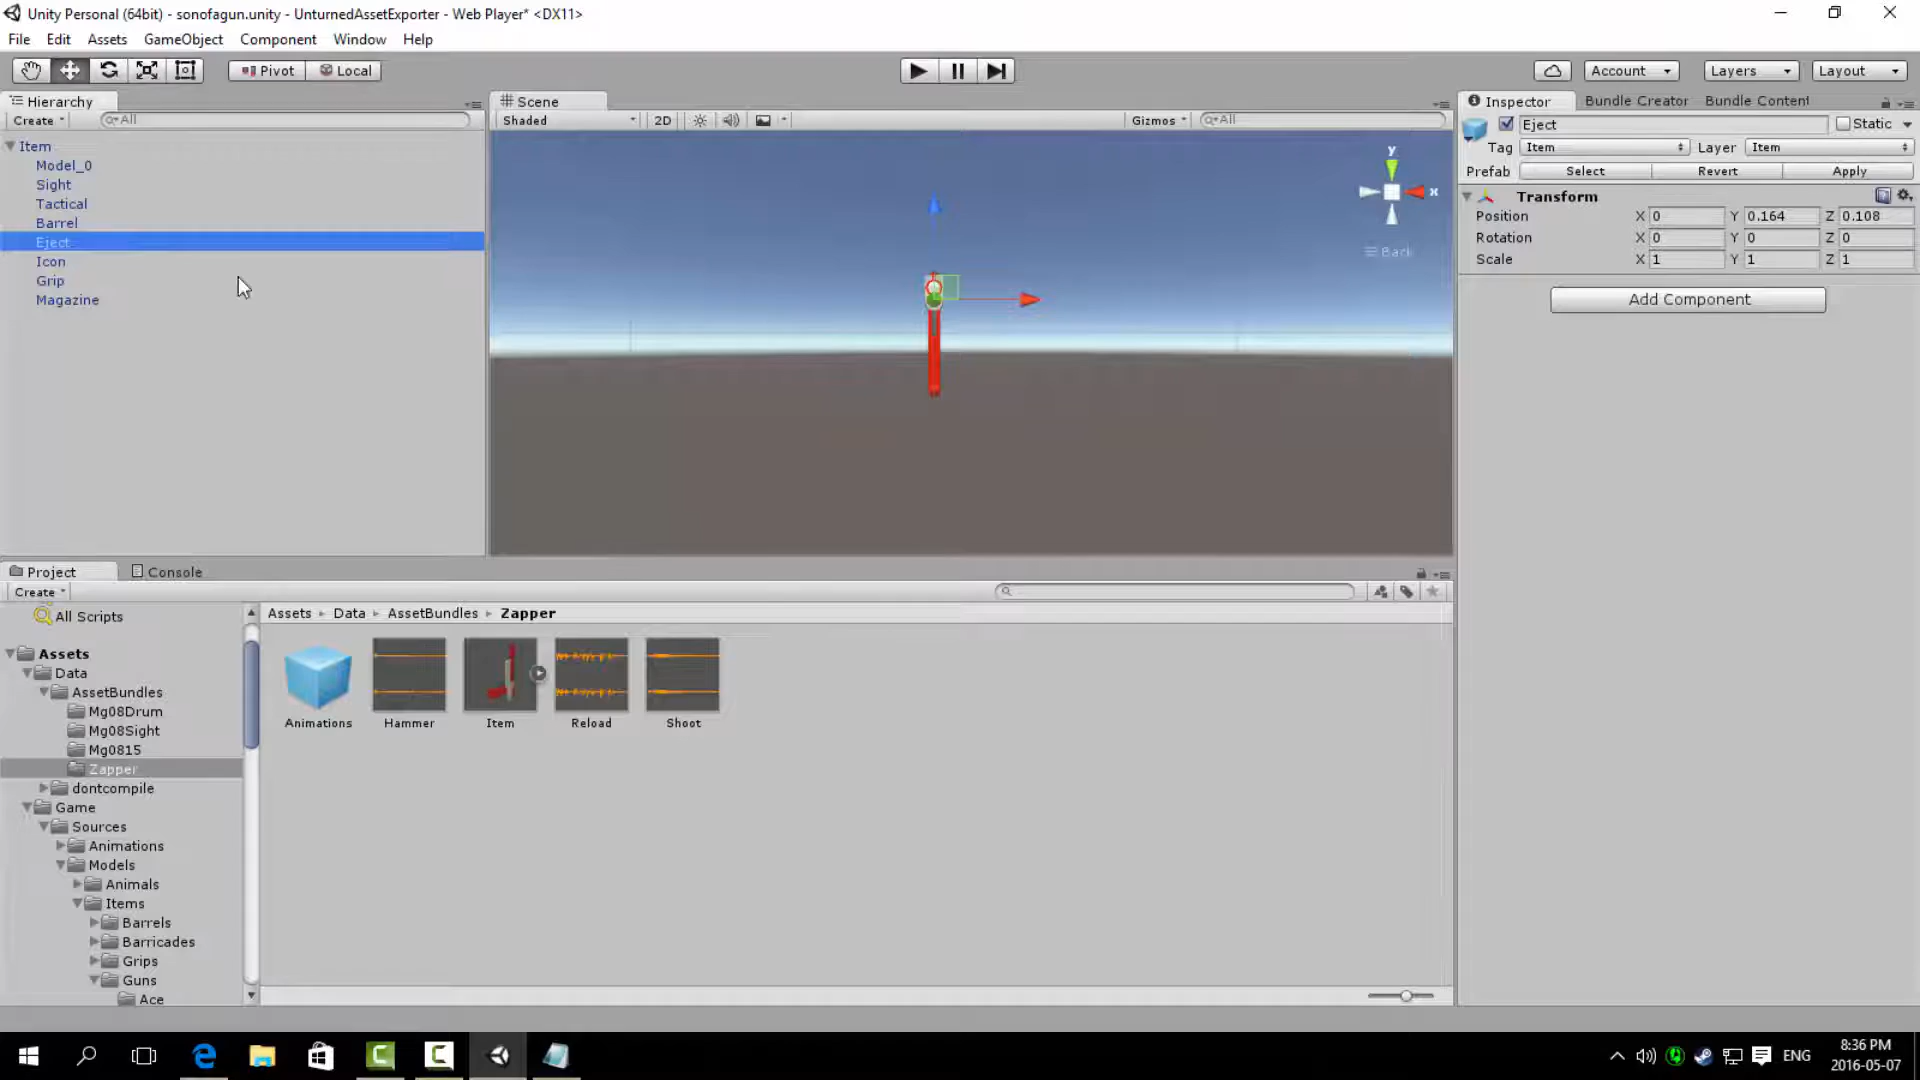 Unity Personal (64bit) - sonofagun.unity - UnturnedAssetExporter - Web Player* <DX11>
File Edit Assets GameObject Component Window Help
Pivot Local Account Layers Layout
Hierarchy
Create All
Item
Model_0
Sight
Tactical
Barrel
Eject
Icon
Grip
Magazine
Scene
Shaded 2D Gizmos All
y
x
Back
Inspector Bundle Creator Bundle Content
Eject Static
Tag Item Layer Item
Prefab Select Revert Apply
Transform
Position X 0 Y 0.164 Z 0.108
Rotation X 0 Y 0 Z 0
Scale X 1 Y 1 Z 1
Add Component
Project Console
Create
All Scripts
Assets
Data
AssetBundles
Mg08Drum
Mg08Sight
Mg0815
Zapper
dontcompile
Game
Sources
Animations
Models
Animals
Items
Barrels
Barricades
Grips
Guns
Ace
Assets Data AssetBundles Zapper
Animations Hammer Item Reload Shoot
ENG
8:36 PM
2016-05-07